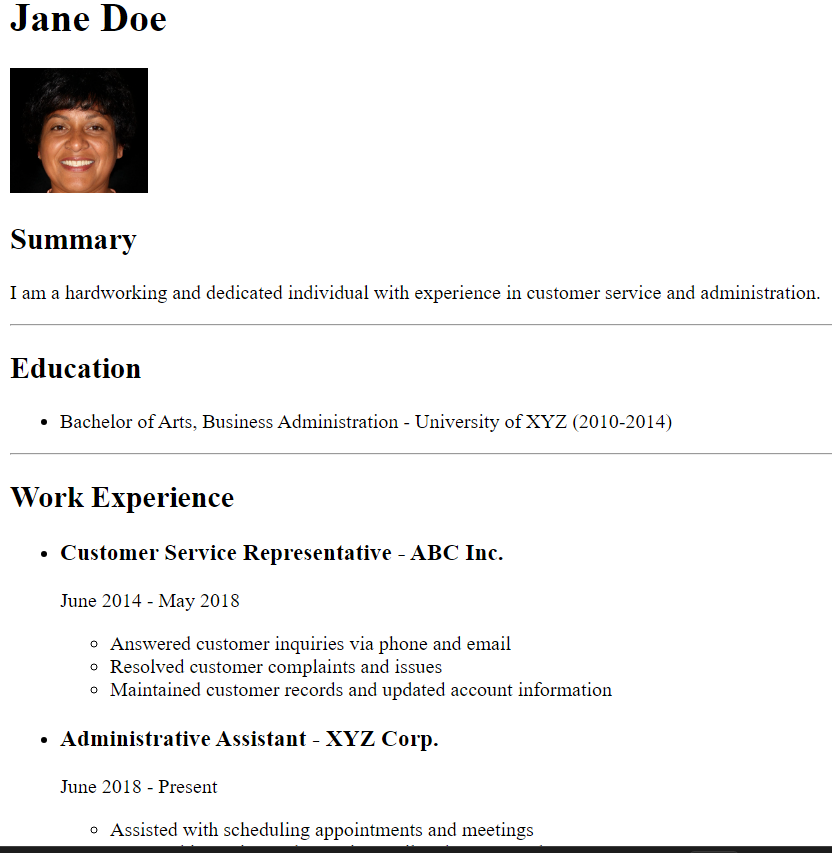 Jane Doe
Summary
I am a hardworking and dedicated individual with experience in customer service and administration.
Education
Bachelor of Arts, Business Administration - University of XYZ (2010-2014)
Work Experience
Customer Service Representative - ABC Inc.
June 2014 - May 2018
Answered customer inquiries via phone and email
Resolved customer complaints and issues
Maintained customer records and updated account information
Administrative Assistant - XYZ Corp.
June 2018 - Present
Assisted with scheduling appointments and meetings